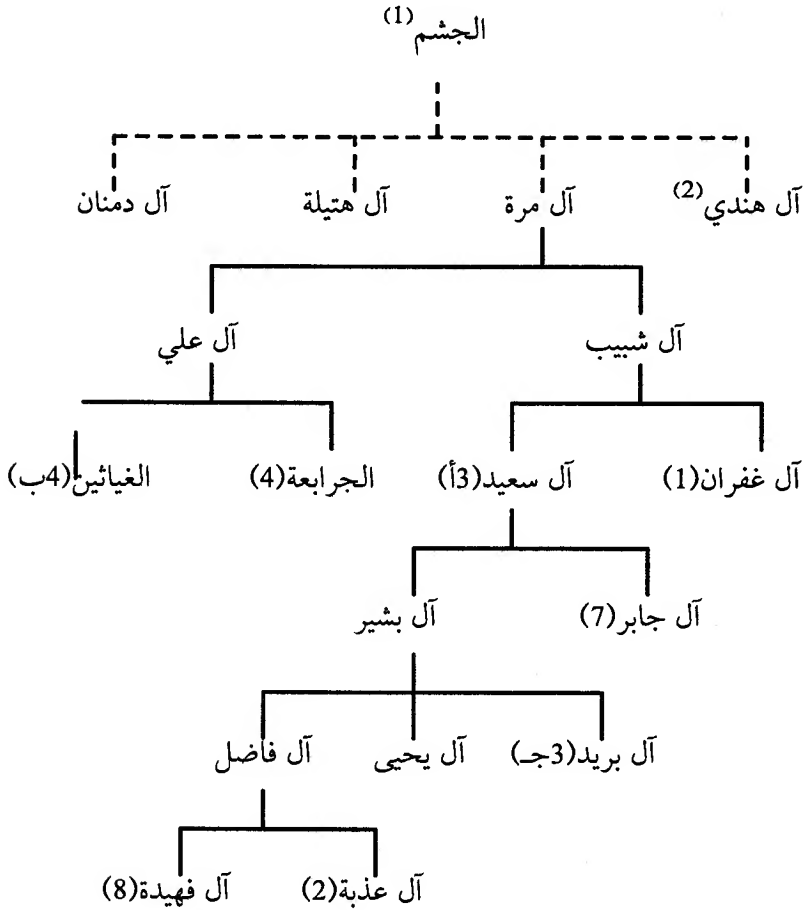 الجشم(1)
آل هندي(2) آل مرة آل هتيلة آل دمنان
آل شبيب آل علي
آل غفران(1) آل سعيد(3أ) الجرابعة(4) الغياثين(4ب)
آل جابر(7) آل بشير
آل بريد(3جـ) آل يحيى آل فاضل
آل عذبة(2) آل فهيدة(8)